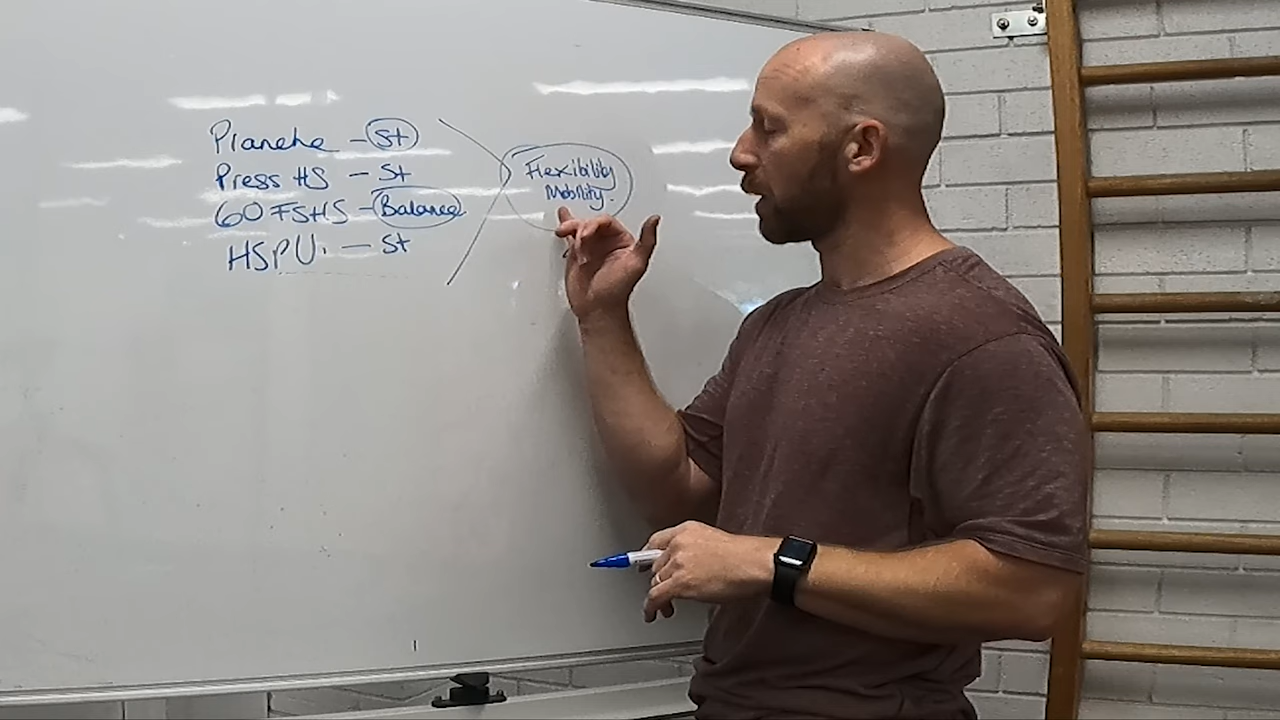 Planche - St
Press HS - St
60 FSHS - Balance
HSPU. - St
Flexibility
Mobility.